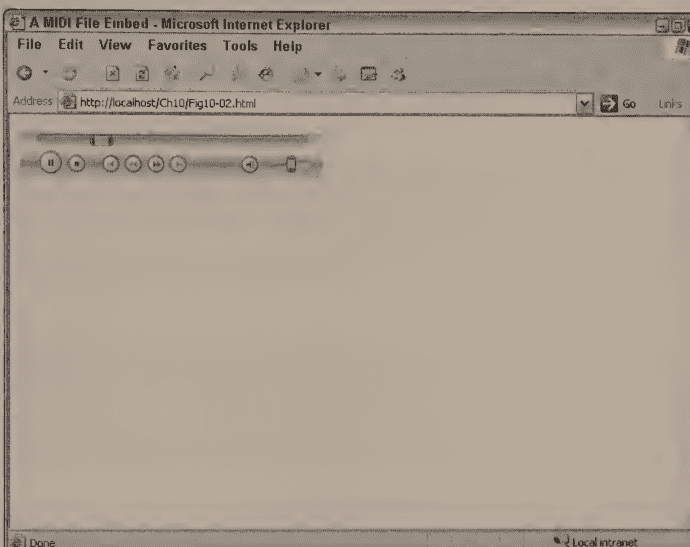 A MIDI File Embed - Microsoft Internet Explorer
File Edit View Favorites Tools Help
Address http://localhost/Ch10/Fig10-02.html Go Links
Done Local intranet